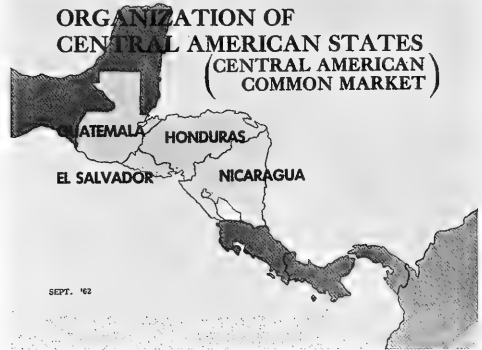 ORGANIZATION OF
CENTRAL AMERICAN STATES
(CENTRAL AMERICAN
COMMON MARKET)
GUATEMALA
HONDURAS
EL SALVADOR
NICARAGUA
SEPT. '62